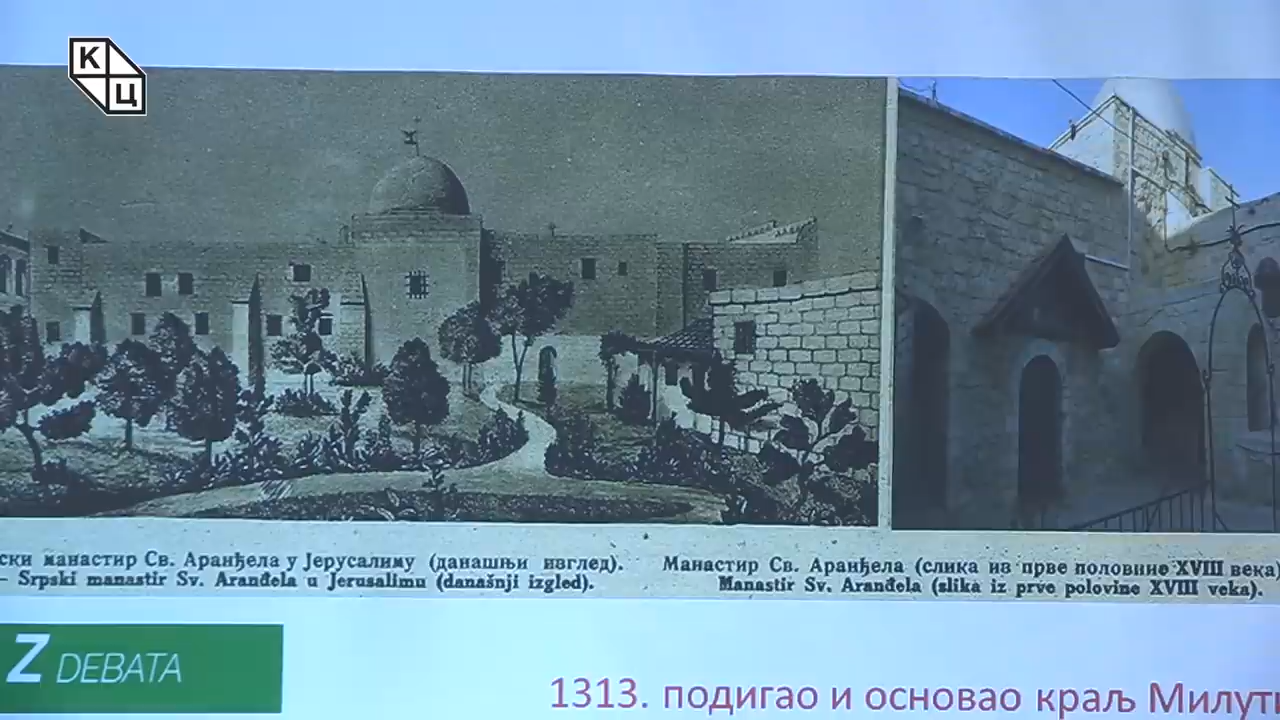 КЦ
ски манастир Св. Аранђела у Јерусалиму (данашњи изглед).
– Srpski manastir Sv. Aranđela u Jerusalimu (današnji izgled).
Манастир Св. Аранђела (слика из прве половине XVIII века)
Manastir Sv. Aranđela (slika iz prve polovine XVIII veka).
Z DEBATA
1313. подигао и основао краљ Милути